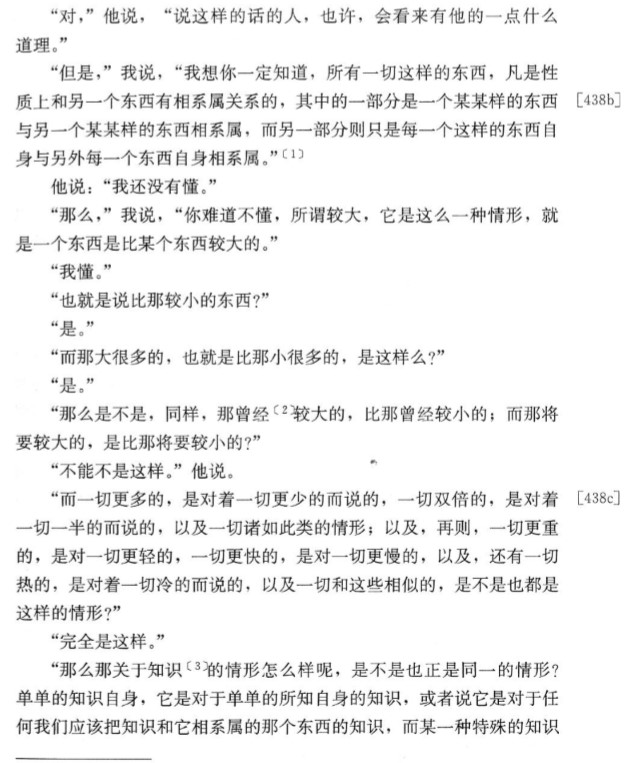 “对，”他说，“说这样的话的人，也许，会看来有他的一点什么
道理。”
“但是，”我说，“我想你一定知道，所有一切这样的东西，凡是性
质上和另一个东西有相系属关系的，其中的一部分是一个某某样的东西 [438b]
与另一个某某样的东西相系属，而另一部分则只是每一个这样的东西自
身与另外每一个东西自身相系属。”〔1〕
他说：“我还没有懂。”
“那么，”我说，“你难道不懂，所谓较大，它是这么一种情形，就
是一个东西是比某个东西较大的。”
“我懂。”
“也就是说比那较小的东西？”
“是。”
“而那大很多的，也就是比那小很多的，是这样么？”
“是。”
“那么是不是，同样，那曾经〔2〕较大的，比那曾经较小的；而那将
要较大的，是比那将要较小的？”
“不能不是这样。”他说。
“而一切更多的，是对着一切更少的而说的，一切双倍的，是对着 [438c]
一切一半的而说的，以及一切诸如此类的情形；以及，再则，一切更重
的，是对一切更轻的，一切更快的，是对一切更慢的，以及，还有一切
热的，是对着一切冷的而说的，以及一切和这些相似的，是不是也都是
这样的情形？”
“完全是这样。”
“那么那关于知识〔3〕的情形怎么样呢，是不是也正是同一的情形？
单单的知识自身，它是对于单单的所知自身的知识，或者说它是对于任
何我们应该把知识和它相系属的那个东西的知识，而某一种特殊的知识